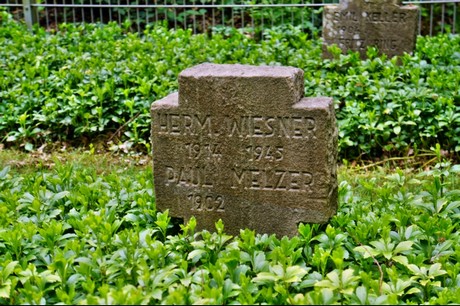 HERM. WIESNER
1914 1945
PAUL MELZER
1902